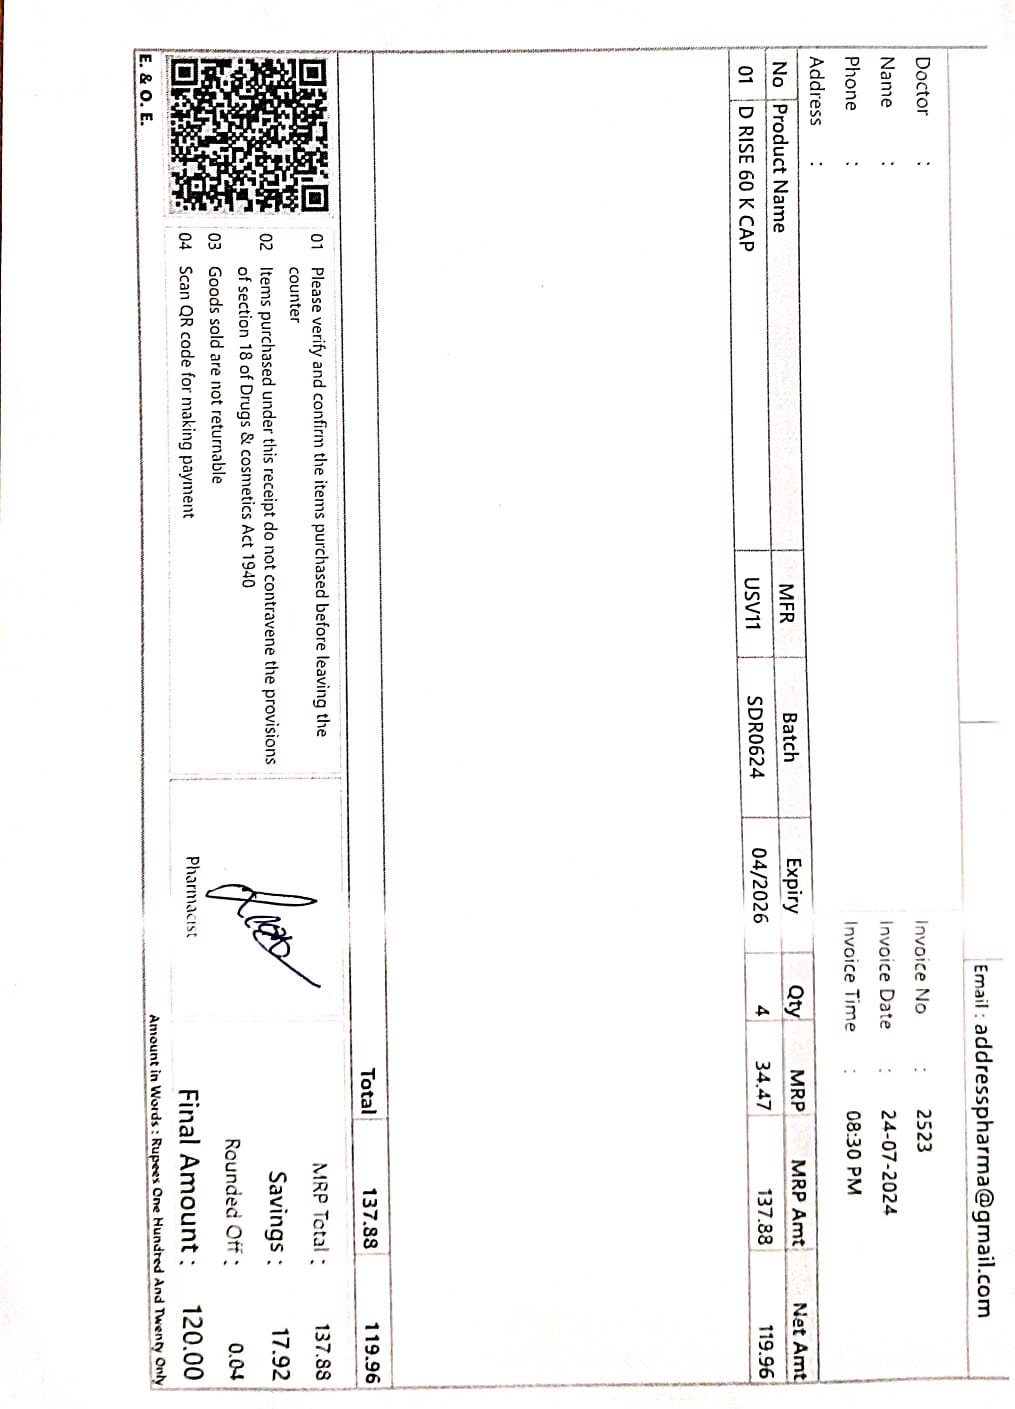 Email : addresspharma@gmail.com
Doctor :
Name :
Phone :
Address :
Invoice No : 2523
Invoice Date : 24-07-2024
Invoice Time : 08:30 PM
No Product Name MFR Batch Expiry Qty MRP MRP Amt Net Amt
01 D RISE 60 K CAP USV11 SDR0624 04/2026 4 34.47 137.88 119.96
Total 137.88 119.96
01 Please verify and confirm the items purchased before leaving the
counter
02 Items purchased under this receipt do not contravene the provisions
of section 18 of Drugs & cosmetics Act 1940
03 Goods sold are not returnable
04 Scan QR code for making payment
Pharmacist
MRP Total : 137.88
Savings : 17.92
Rounded Off : 0.04
Final Amount : 120.00
Amount in Words : Rupees One Hundred And Twenty Only
E. & O. E.